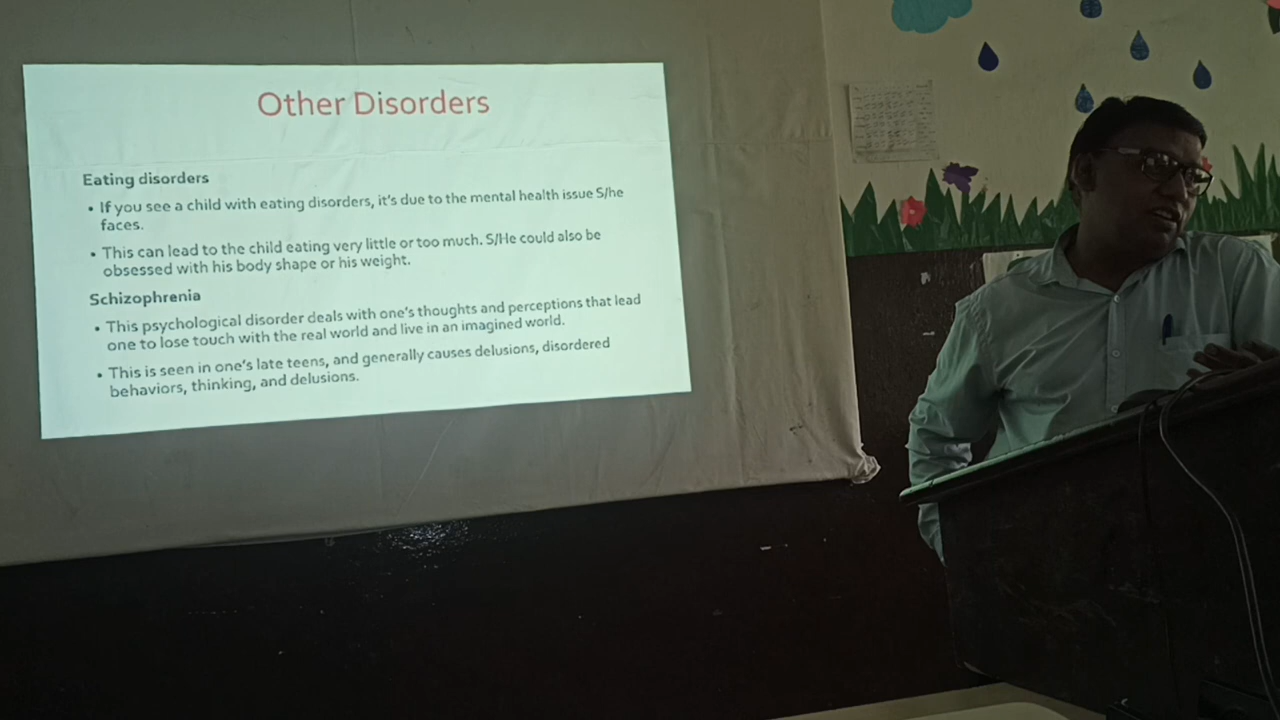 Other Disorders
Eating disorders
• If you see a child with eating disorders, it's due to the mental health issue S/he
faces.
• This can lead to the child eating very little or too much. S/He could also be
obsessed with his body shape or his weight.
Schizophrenia
• This psychological disorder deals with one's thoughts and perceptions that lead
one to lose touch with the real world and live in an imagined world.
• This is seen in one's late teens, and generally causes delusions, disordered
behaviors, thinking, and delusions.